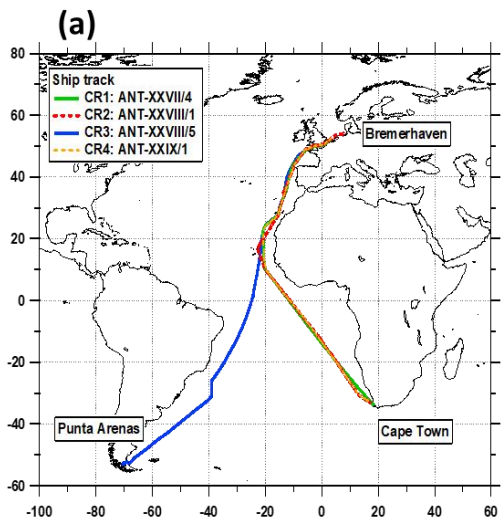 (a)
80
60
40
20
0
-20
-40
-60
Ship track
CR1: ANT-XXVII/4
CR2: ANT-XXVIII/1
CR3: ANT-XXVIII/5
CR4: ANT-XXIX/1
Bremerhaven
Punta Arenas
Cape Town
-100 -80 -60 -40 -20 0 20 40 60